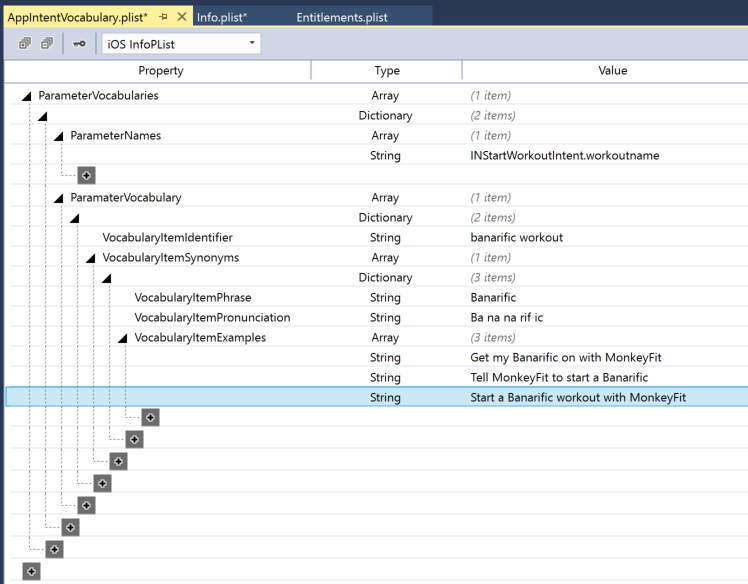 AppIntentVocabulary.plist* Info.plist* Entitlements.plist
iOS InfoPList
Property Type Value
ParameterVocabularies Array (1 item)
Dictionary (2 items)
ParameterNames Array (1 item)
String INStartWorkoutIntent.workoutname
ParamaterVocabulary Array (1 item)
Dictionary (2 items)
VocabularyItemIdentifier String banarific workout
VocabularyItemSynonyms Array (1 item)
Dictionary (3 items)
VocabularyItemPhrase String Banarific
VocabularyItemPronunciation String Ba na na rif ic
VocabularyItemExamples Array (3 items)
String Get my Banarific on with MonkeyFit
String Tell MonkeyFit to start a Banarific
String Start a Banarific workout with MonkeyFit